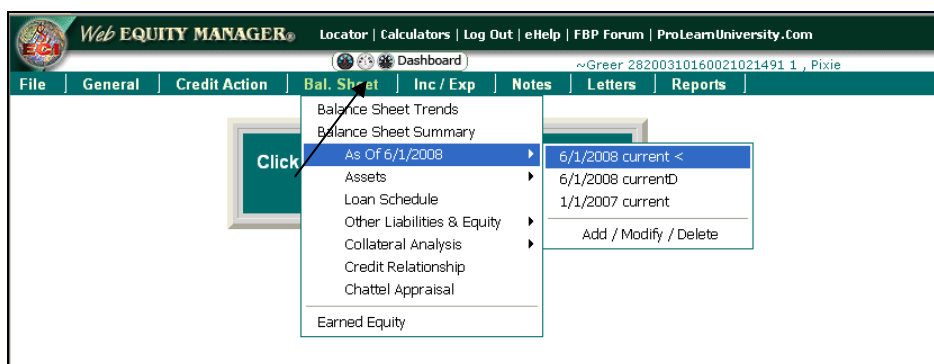 ECI Web EQUITY MANAGER® Locator | Calculators | Log Out | eHelp | FBP Forum | ProLearnUniversity.Com
Dashboard
~Greer 28200310160021021491 1 , Pixie
File | General | Credit Action | Bal. Sheet | Inc / Exp | Notes | Letters | Reports |
Balance Sheet Trends
Balance Sheet Summary
Click
As Of 6/1/2008
6/1/2008 current <
Assets
6/1/2008 currentD
Loan Schedule
1/1/2007 current
Other Liabilities & Equity
Add / Modify / Delete
Collateral Analysis
Credit Relationship
Chattel Appraisal
Earned Equity